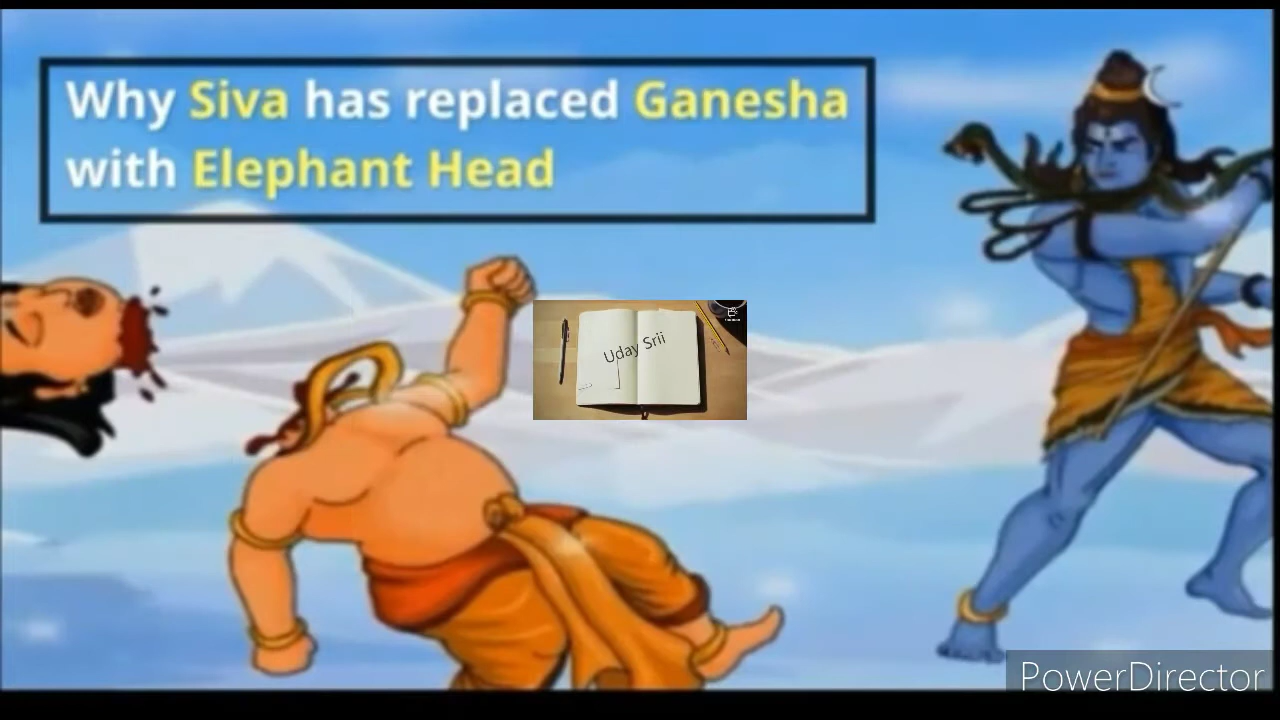 Why Siva has replaced Ganesha
with Elephant Head
Uday Srii
PowerDirector